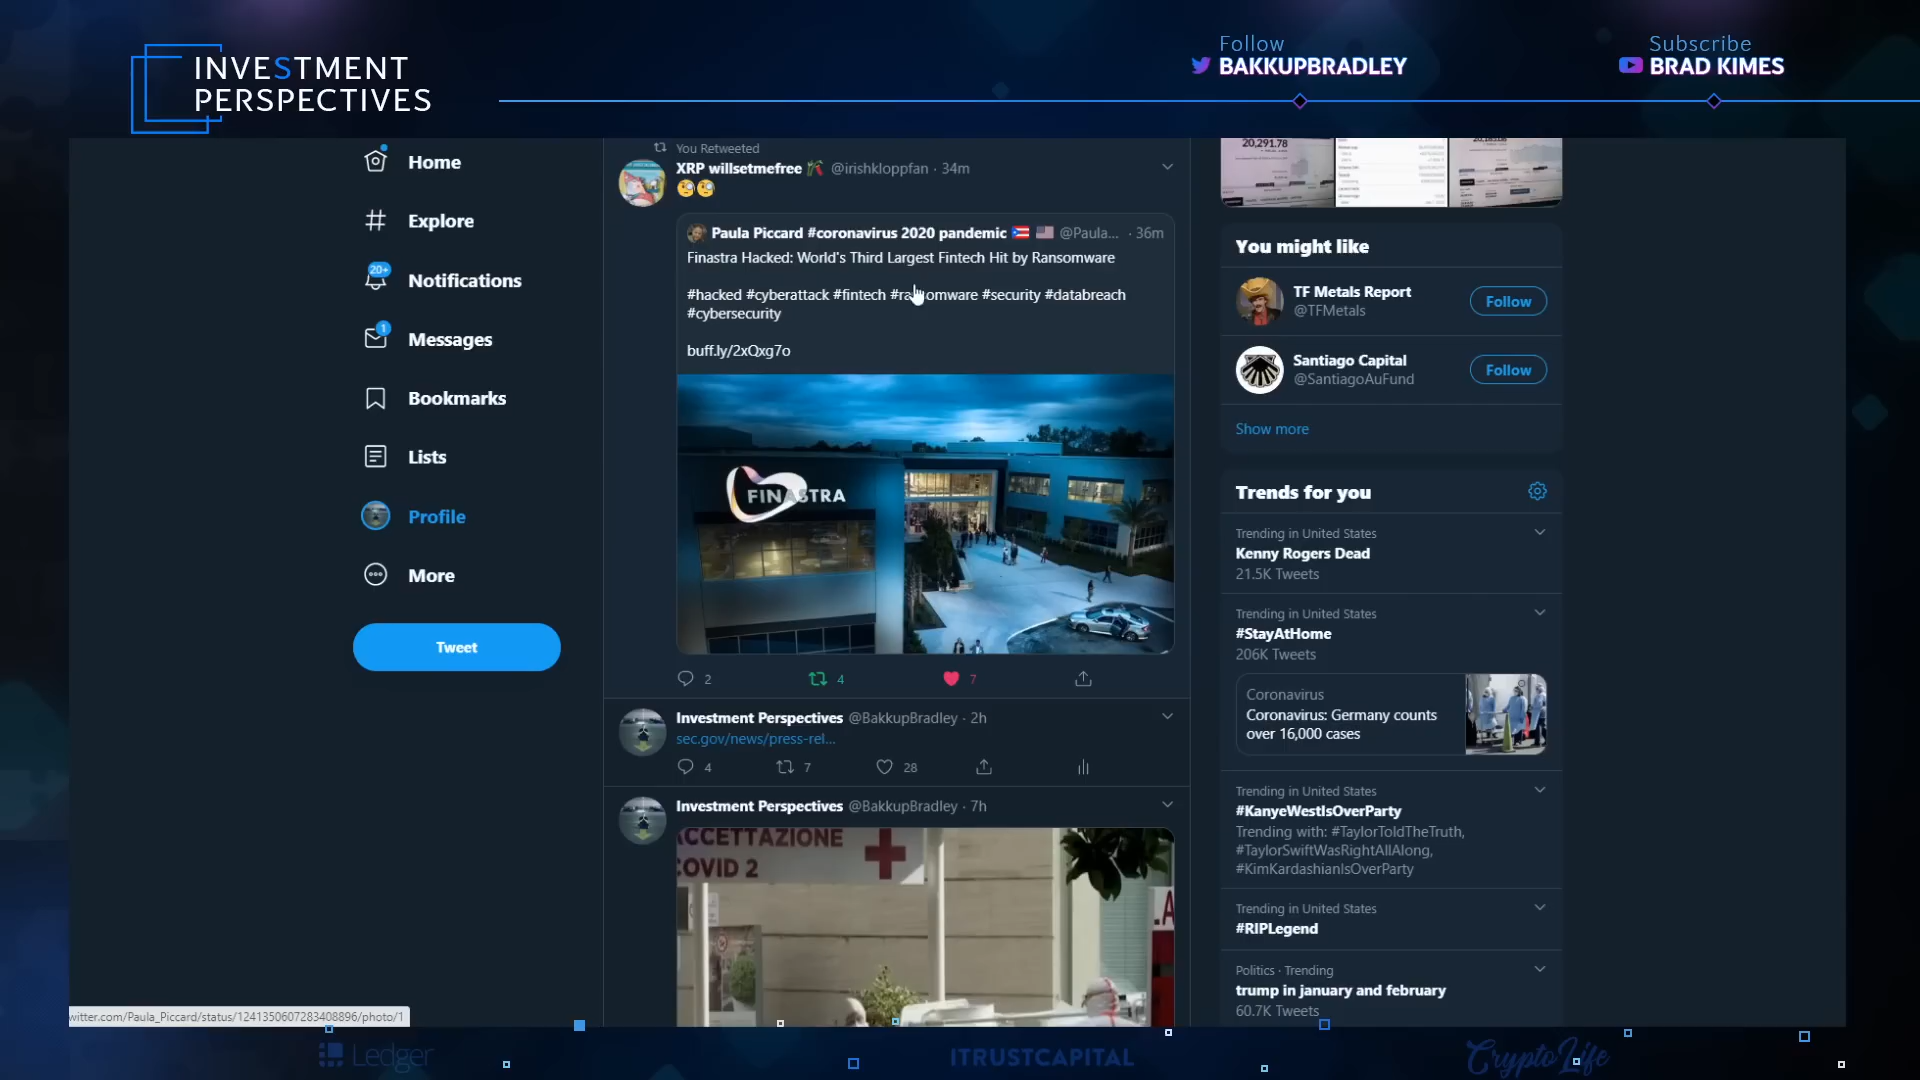 INVESTMENT
PERSPECTIVES
Follow
BAKKUPBRADLEY
Subscribe
BRAD KIMES
Home
Explore
20+
Notifications
1
Messages
Bookmarks
Lists
Profile
More
Tweet
You Retweeted
XRP willsetmefree @irishkloppfan · 34m
Paula Piccard #coronavirus 2020 pandemic @Paula... · 36m
Finastra Hacked: World's Third Largest Fintech Hit by Ransomware
#hacked #cyberattack #fintech #ransomware #security #databreach
#cybersecurity
buff.ly/2xQxg7o
FINASTRA
2
4
7
Investment Perspectives @BakkupBradley · 2h
sec.gov/news/press-rel...
4
7
28
Investment Perspectives @BakkupBradley · 7h
ACCETTAZIONE
COVID 2
20,291.78
You might like
TF Metals Report
@TFMetals
Follow
Santiago Capital
@SantiagoAuFund
Follow
Show more
Trends for you
Trending in United States
Kenny Rogers Dead
21.5K Tweets
Trending in United States
#StayAtHome
206K Tweets
Coronavirus
Coronavirus: Germany counts
over 16,000 cases
Trending in United States
#KanyeWestIsOverParty
Trending with: #TaylorToldTheTruth,
#TaylorSwiftWasRightAllAlong,
#KimKardashianIsOverParty
Trending in United States
#RIPLegend
Politics · Trending
trump in january and february
60.7K Tweets
witter.com/Paula_Piccard/status/1241350607283408896/photo/1
Ledger
ITRUSTCAPITAL
CryptoLife